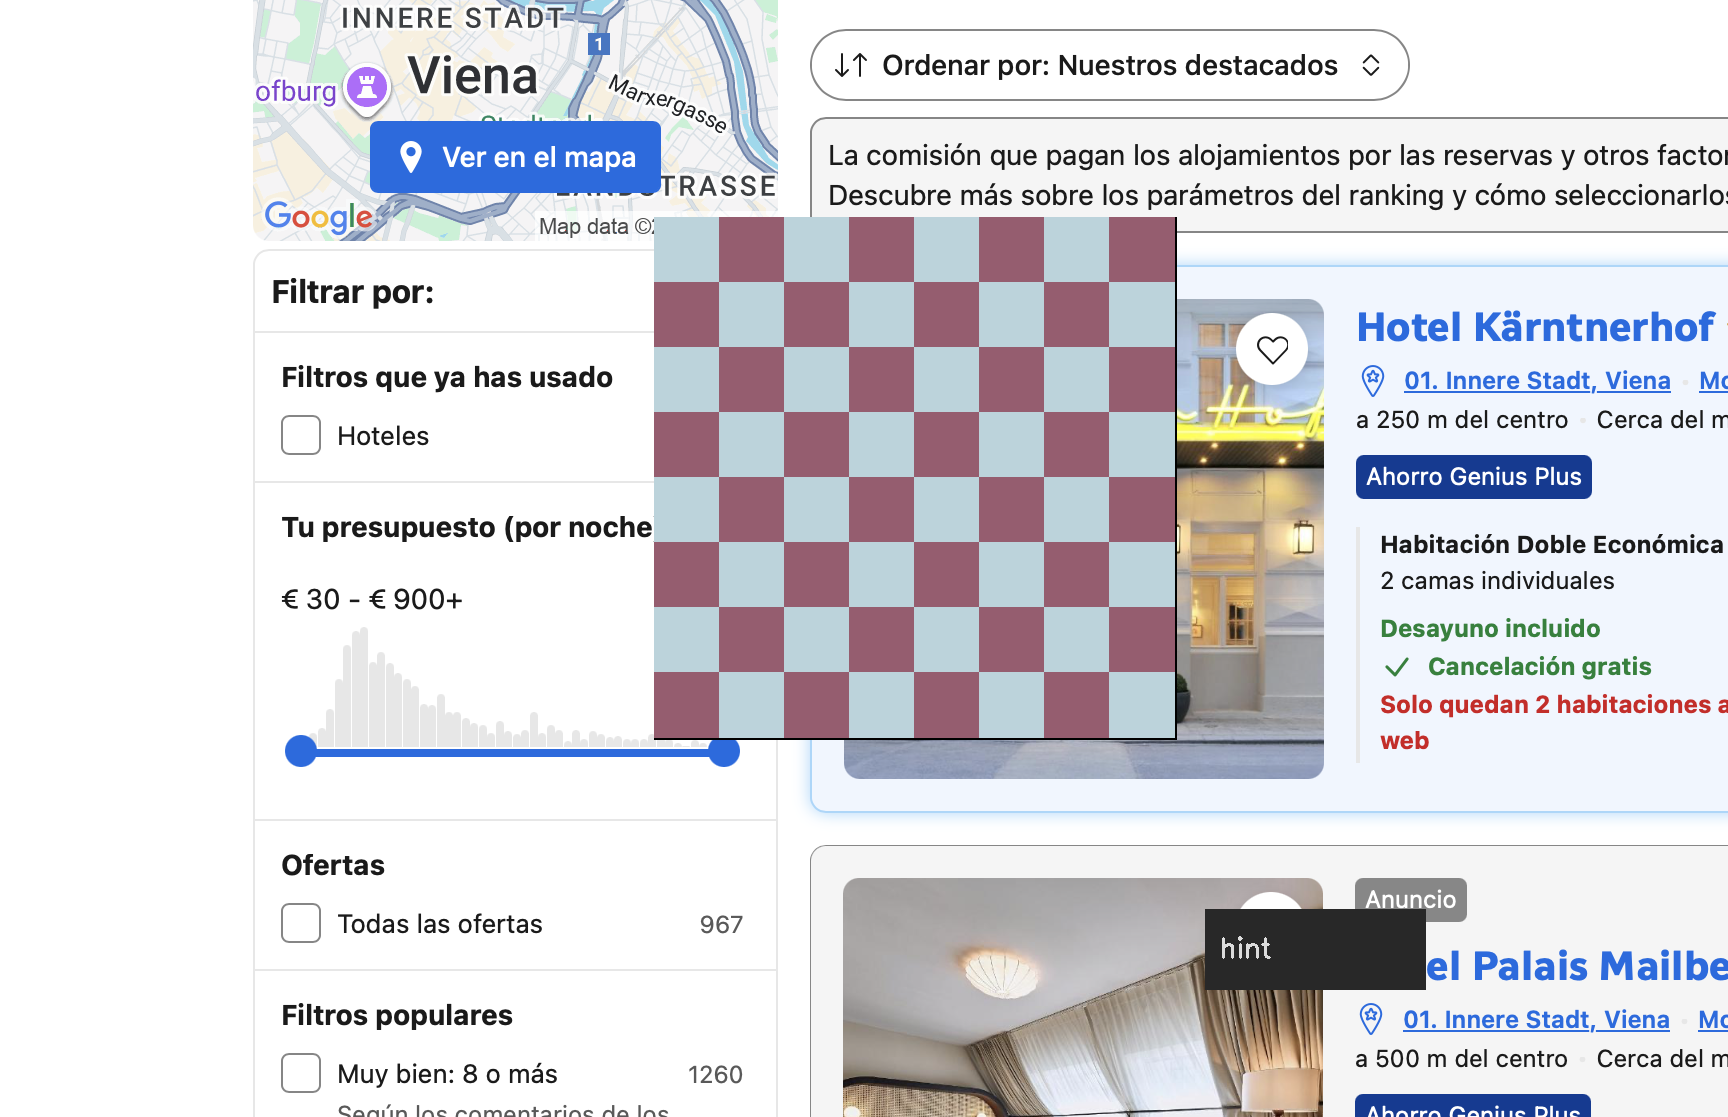 INNERE STADT
1
Viena
ofburg
Marxergasse
Ver en el mapa
TRASSE
Google
Map data ©
Filtrar por:
Filtros que ya has usado
Hoteles
Tu presupuesto (por noche
€ 30 - € 900+
Ofertas
Todas las ofertas 967
Filtros populares
Muy bien: 8 o más 1260
Según los comentarios de los
Ordenar por: Nuestros destacados
La comisión que pagan los alojamientos por las reservas y otros factor
Descubre más sobre los parámetros del ranking y cómo seleccionarlos
Hotel Kärntnerhof
01. Innere Stadt, Viena Mo
a 250 m del centro Cerca del m
Ahorro Genius Plus
Habitación Doble Económica
2 camas individuales
Desayuno incluido
Cancelación gratis
Solo quedan 2 habitaciones a
web
Anuncio
hint
el Palais Mailbe
01. Innere Stadt, Viena Mo
a 500 m del centro Cerca del m
Ahorro Genius Plus